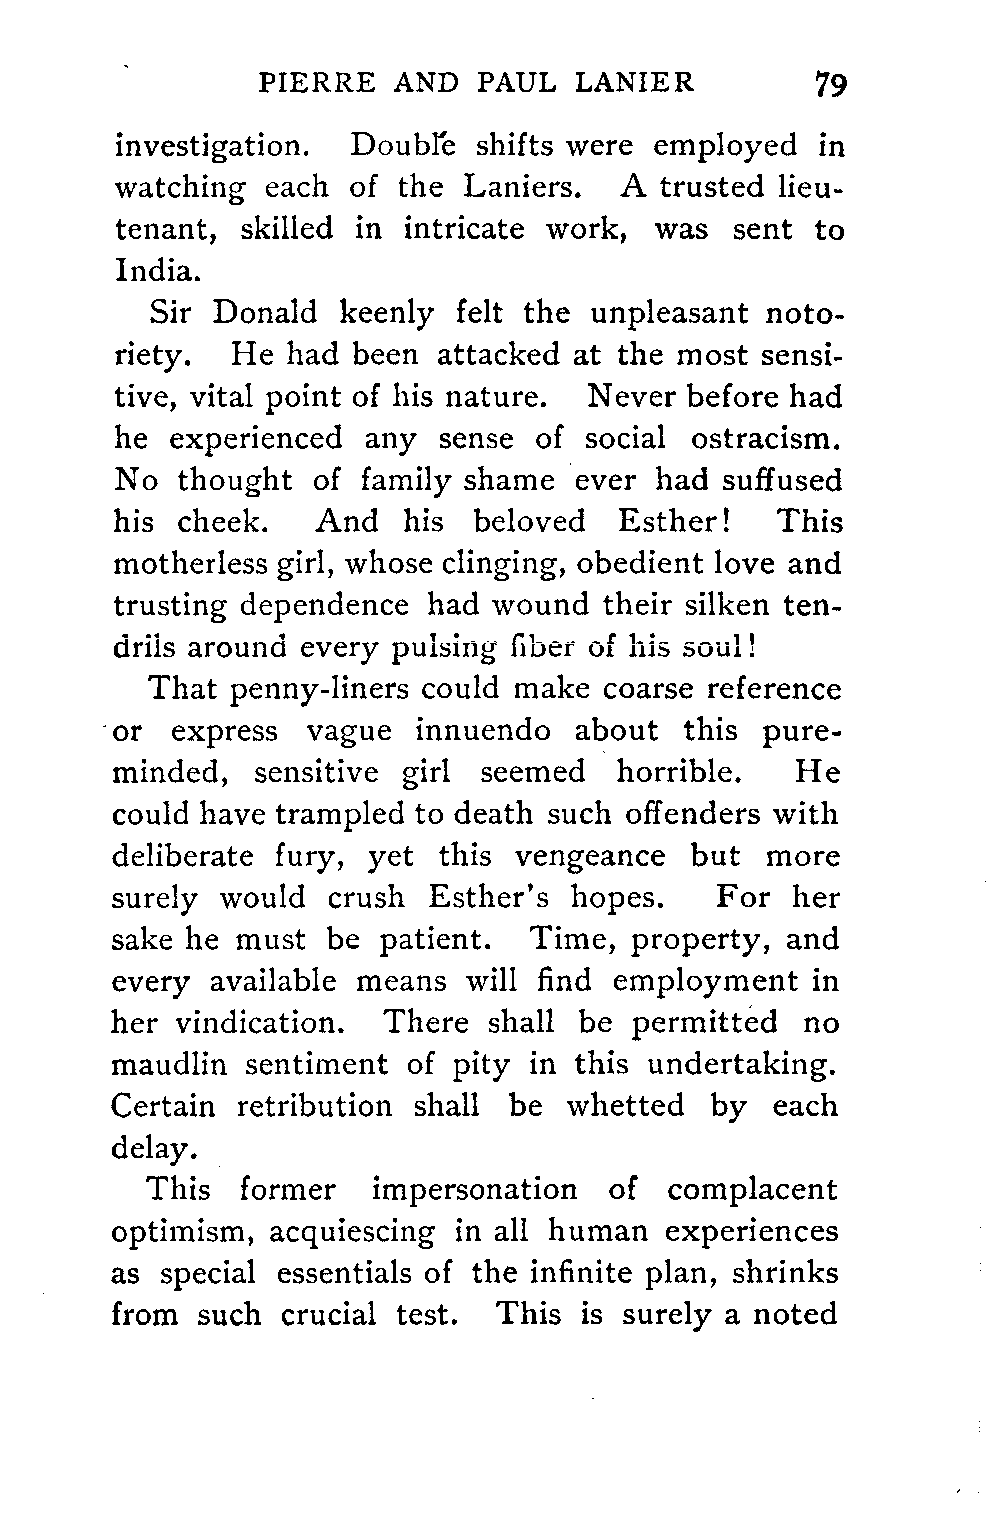 PIERRE AND PAUL LANIER 79
investigation. Double shifts were employed in
watching each of the Laniers. A trusted lieu-
tenant, skilled in intricate work, was sent to
India.
Sir Donald keenly felt the unpleasant noto-
riety. He had been attacked at the most sensi-
tive, vital point of his nature. Never before had
he experienced any sense of social ostracism.
No thought of family shame ever had suffused
his cheek. And his beloved Esther! This
motherless girl, whose clinging, obedient love and
trusting dependence had wound their silken ten-
drils around every pulsing fiber of his soul!
That penny-liners could make coarse reference
or express vague innuendo about this pure-
minded, sensitive girl seemed horrible. He
could have trampled to death such offenders with
deliberate fury, yet this vengeance but more
surely would crush Esther's hopes. For her
sake he must be patient. Time, property, and
every available means will find employment in
her vindication. There shall be permitted no
maudlin sentiment of pity in this undertaking.
Certain retribution shall be whetted by each
delay.
This former impersonation of complacent
optimism, acquiescing in all human experiences
as special essentials of the infinite plan, shrinks
from such crucial test. This is surely a noted